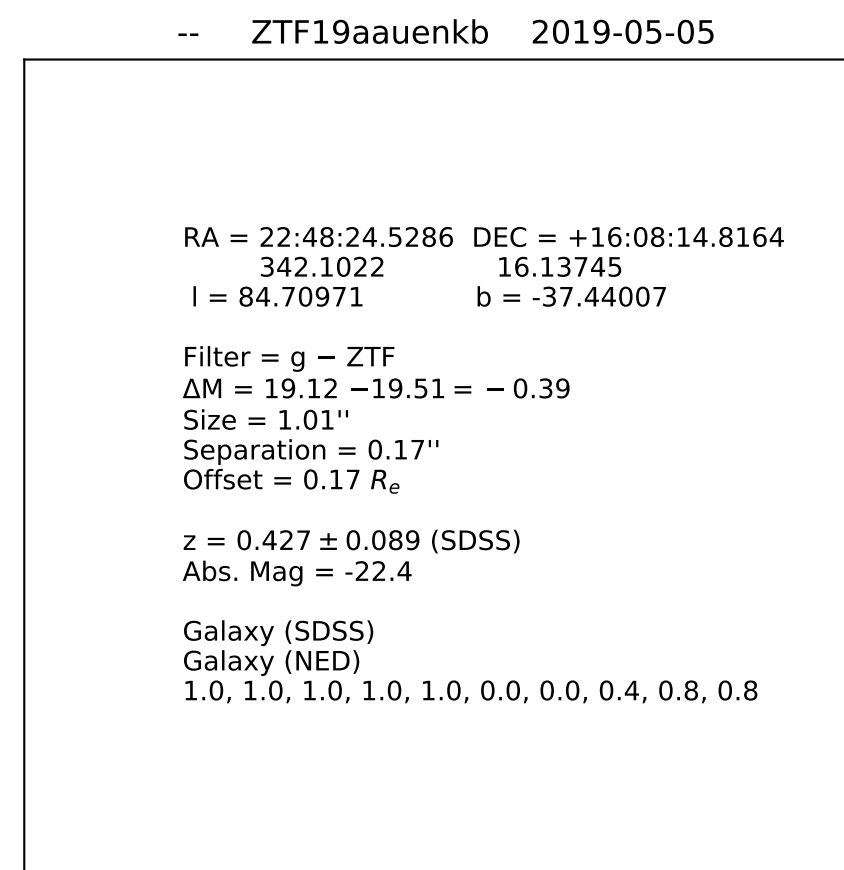 -- ZTF19aauenkb 2019-05-05
RA = 22:48:24.5286 DEC = +16:08:14.8164
342.1022 16.13745
l = 84.70971 b = -37.44007
Filter = g − ZTF
ΔM = 19.12 −19.51 = − 0.39
Size = 1.01''
Separation = 0.17''
Offset = 0.17 Rₑ
z = 0.427 ± 0.089 (SDSS)
Abs. Mag = -22.4
Galaxy (SDSS)
Galaxy (NED)
1.0, 1.0, 1.0, 1.0, 1.0, 0.0, 0.0, 0.4, 0.8, 0.8